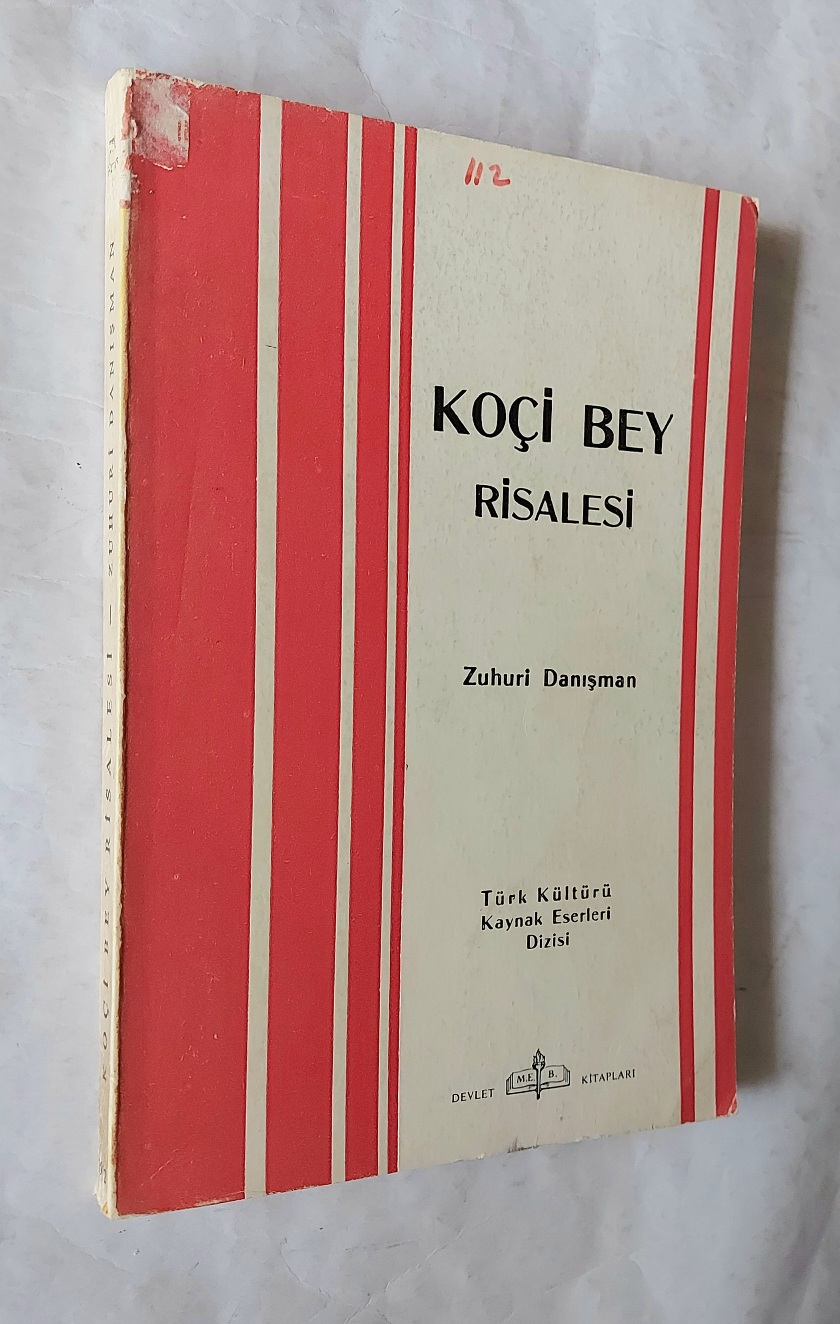 112
KOÇİ BEY
RİSALESİ
Zuhuri Danışman
Türk Kültürü
Kaynak Eserleri
Dizisi
DEVLET M.E. B. KİTAPLARI
KOÇİ BEY RİSALESİ — ZUHURİ DANIŞMAN